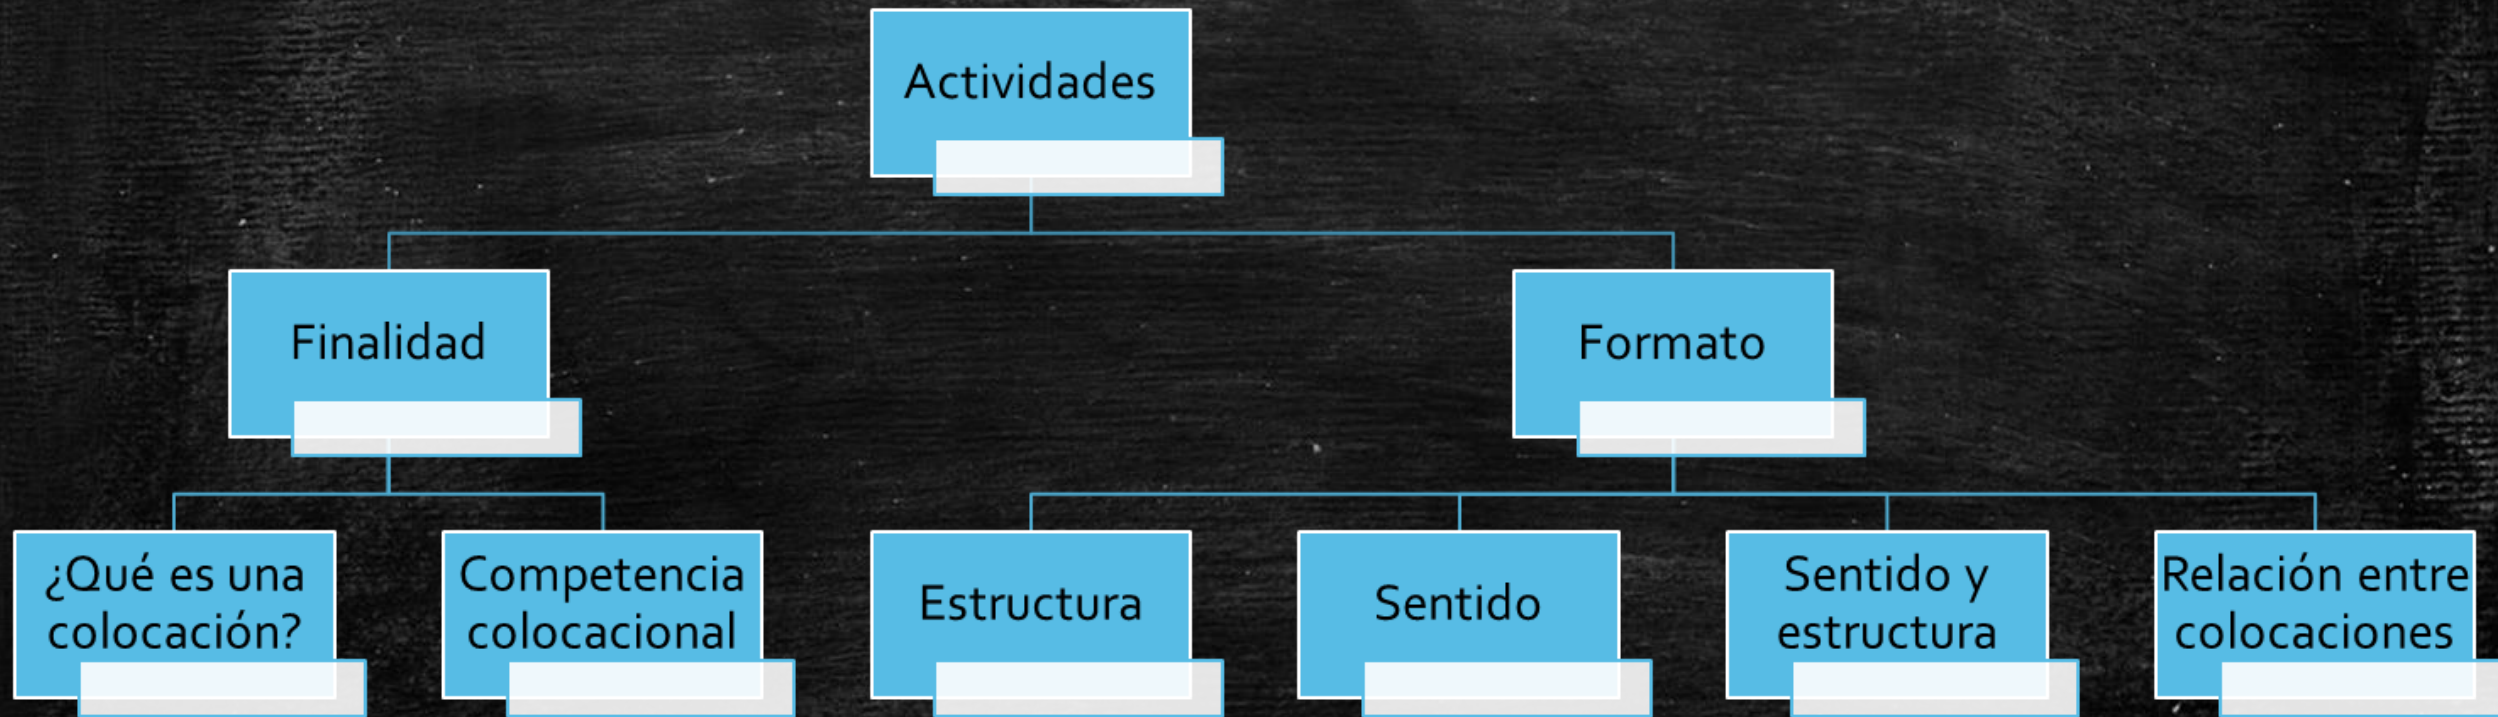 Actividades
Finalidad
Formato
¿Qué es una
colocación?
Competencia
colocacional
Estructura
Sentido
Sentido y
estructura
Relación entre
colocaciones